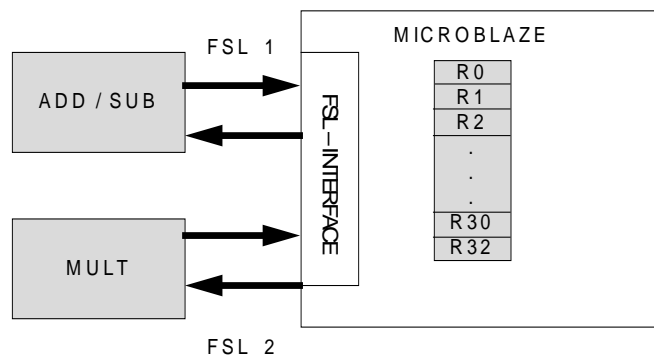 FSL 1
ADD / SUB
MULT
FSL 2
FSL – INTERFACE
MICROBLAZE
R0
R1
R2
.
.
.
R30
R32